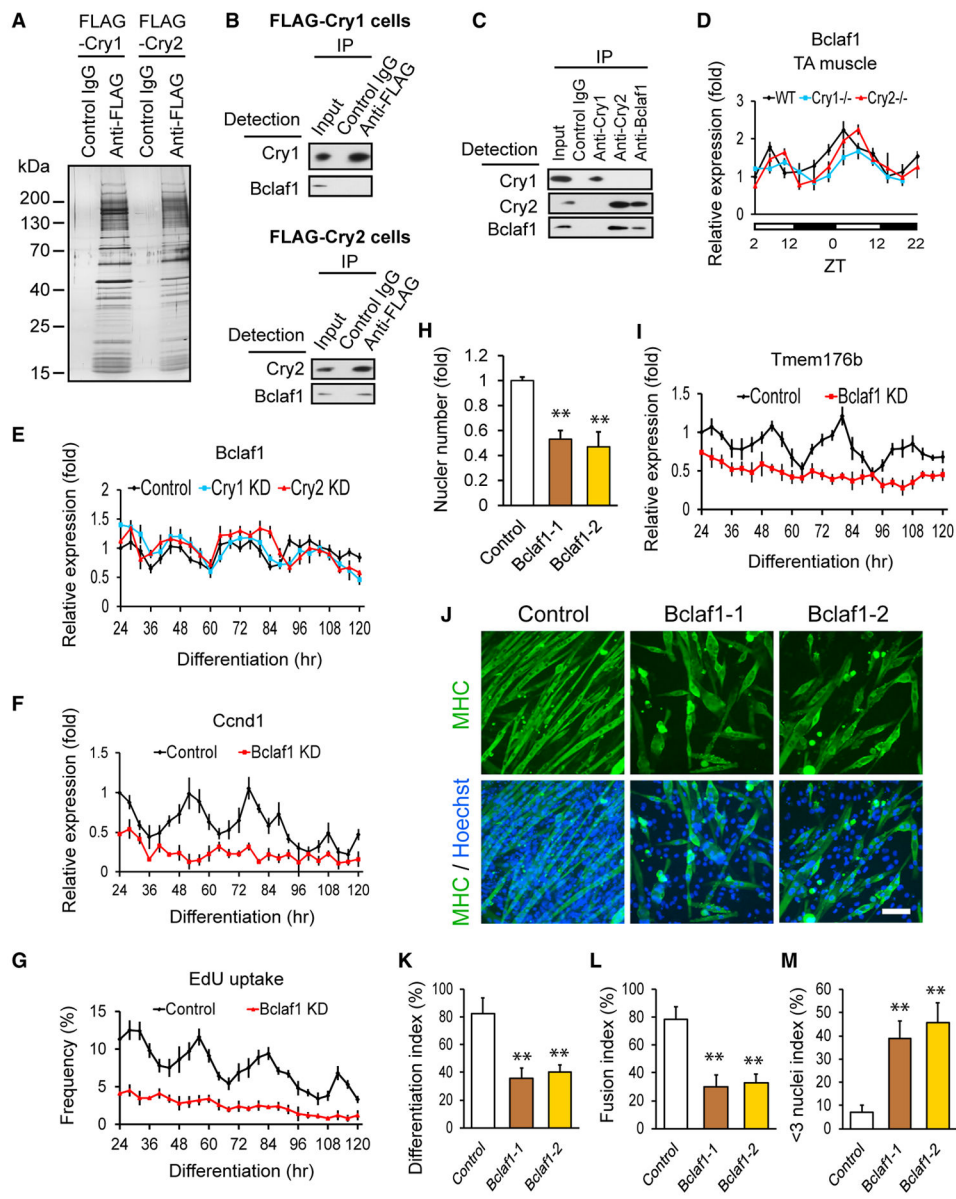 A
FLAG
-Cry1
FLAG
-Cry2
Control IgG
Anti-FLAG
Control IgG
Anti-FLAG
kDa
200
130
70
40
25
15
B
FLAG-Cry1 cells
IP
Detection
Input
Control IgG
Anti-FLAG
Cry1
Bclaf1
FLAG-Cry2 cells
IP
Detection
Input
Control IgG
Anti-FLAG
Cry2
Bclaf1
C
IP
Detection
Input
Control IgG
Anti-Cry1
Anti-Cry2
Anti-Bclaf1
Cry1
Cry2
Bclaf1
D
Bclaf1
TA muscle
WT Cry1-/- Cry2-/-
Relative expression (fold)
3
2
1
0
2 12 0 12 22
ZT
E
Bclaf1
Control Cry1 KD Cry2 KD
Relative expression (fold)
2
1.5
1
0.5
0
24 36 48 60 72 84 96 108 120
Differentiation (hr)
F
Ccnd1
Control Bclaf1 KD
Relative expression (fold)
1.5
1
0.5
0
24 36 48 60 72 84 96 108 120
Differentiation (hr)
G
EdU uptake
Control Bclaf1 KD
Frequency (%)
15
10
5
0
24 36 48 60 72 84 96 108 120
Differentiation (hr)
H
Nucler number (fold)
1.2
1
0.8
0.6
0.4
0.2
0
** **
Control
Bclaf1-1
Bclaf1-2
I
Tmem176b
Control Bclaf1 KD
Relative expression (fold)
1.5
1
0.5
0
24 36 48 60 72 84 96 108 120
Differentiation (hr)
J
Control Bclaf1-1 Bclaf1-2
MHC
MHC / Hoechst
K
Differentiation index (%)
100
80
60
40
20
0
** **
Control
Bclaf1-1
Bclaf1-2
L
Fusion index (%)
100
80
60
40
20
0
** **
Control
Bclaf1-1
Bclaf1-2
M
<3 nuclei index (%)
60
50
40
30
20
10
0
** **
Control
Bclaf1-1
Bclaf1-2